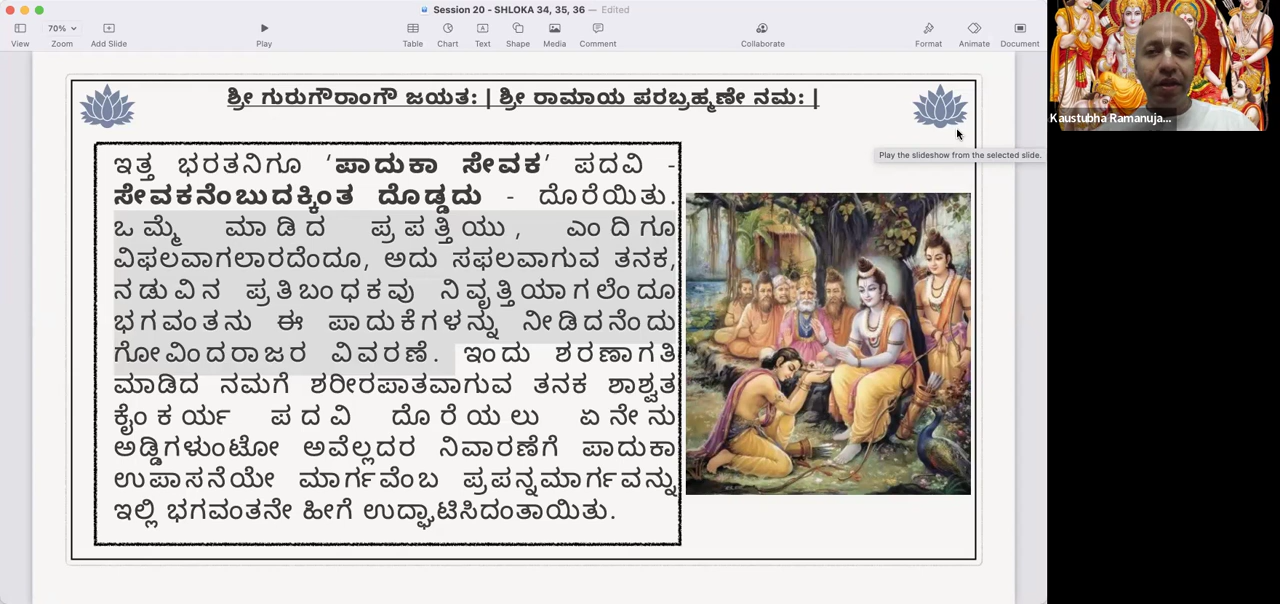 Session 20 - SHLOKA 34, 35, 36 — Edited
70%
View Zoom Add Slide Play Table Chart Text Shape Media Comment Collaborate Format Animate Document
ಶ್ರೀ ಗುರುಗೌರಾಂಗೌ ಜಯತಃ | ಶ್ರೀ ರಾಮಾಯ ಪರಬ್ರಹ್ಮಣೇ ನಮಃ |
Kaustubha Ramanuja...
Play the slideshow from the selected slide.
ಇತ್ತ ಭರತನಿಗೂ ‘ಪಾದುಕಾ ಸೇವಕ’ ಪದವಿ -
ಸೇವಕನೆಂಬುದಕ್ಕಿಂತ ದೊಡ್ಡದು - ದೊರೆಯಿತು.
ಒಮ್ಮೆ ಮಾಡಿದ ಪ್ರಪತ್ತಿಯು, ಎಂದಿಗೂ
ವಿಫಲವಾಗಲಾರದೆಂದೂ, ಅದು ಸಫಲವಾಗುವ ತನಕ,
ನಡುವಿನ ಪ್ರತಿಬಂಧಕವು ನಿವೃತ್ತಿಯಾಗಲೆಂದೂ
ಭಗವಂತನು ಈ ಪಾದುಕೆಗಳನ್ನು ನೀಡಿದನೆಂದು
ಗೋವಿಂದರಾಜರ ವಿವರಣೆ. ಇಂದು ಶರಣಾಗತಿ
ಮಾಡಿದ ನಮಗೆ ಶರೀರಪಾತವಾಗುವ ತನಕ ಶಾಶ್ವತ
ಕೈಂಕರ್ಯ ಪದವಿ ದೊರೆಯಲು ಏನೇನು
ಅಡ್ಡಿಗಳುಂಟೋ ಅವೆಲ್ಲದರ ನಿವಾರಣೆಗೆ ಪಾದುಕಾ
ಉಪಾಸನೆಯೇ ಮಾರ್ಗವೆಂಬ ಪ್ರಪನ್ನಮಾರ್ಗವನ್ನು
ಇಲ್ಲಿ ಭಗವಂತನೇ ಹೀಗೆ ಉದ್ಘಾಟಿಸಿದಂತಾಯಿತು.